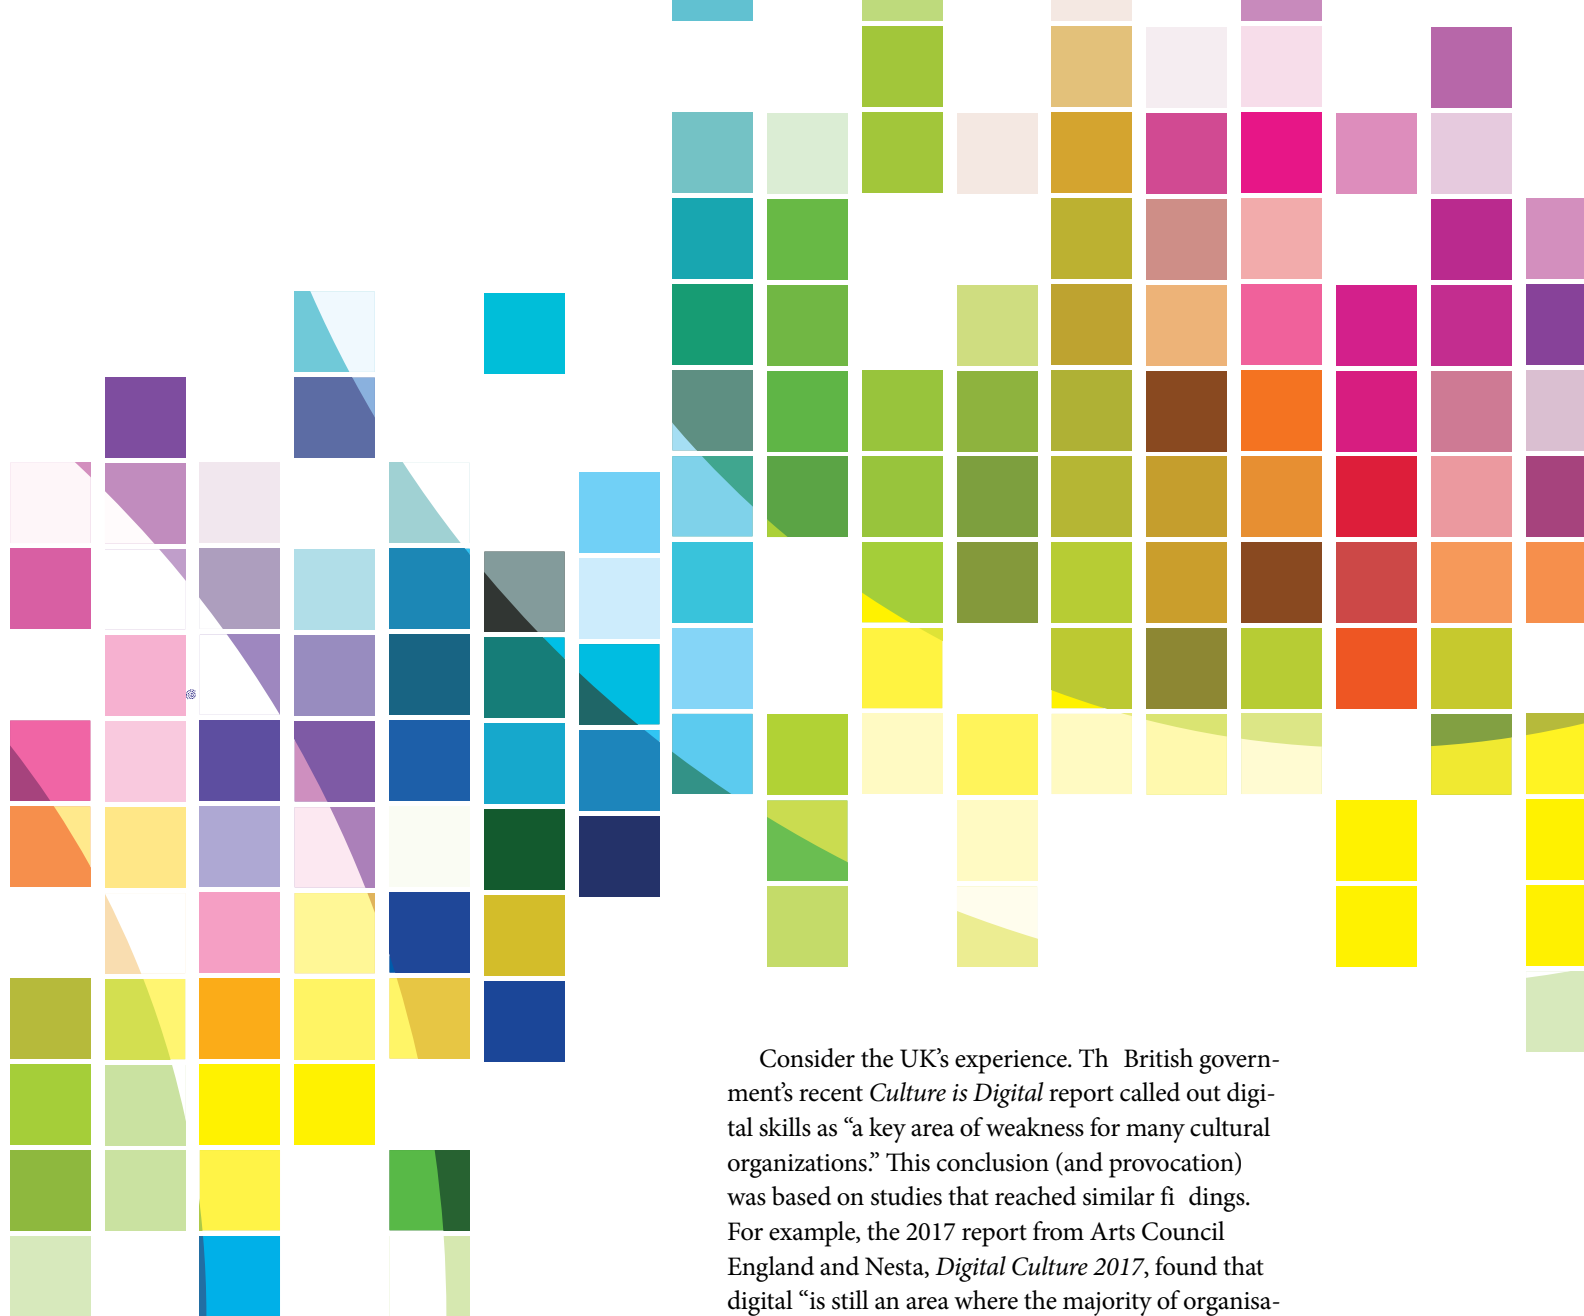 Consider the UK’s experience. Th British govern-
ment’s recent Culture is Digital report called out digi-
tal skills as “a key area of weakness for many cultural
organizations.” This conclusion (and provocation)
was based on studies that reached similar fi dings.
For example, the 2017 report from Arts Council
England and Nesta, Digital Culture 2017, found that
digital “is still an area where the majority of organisa-